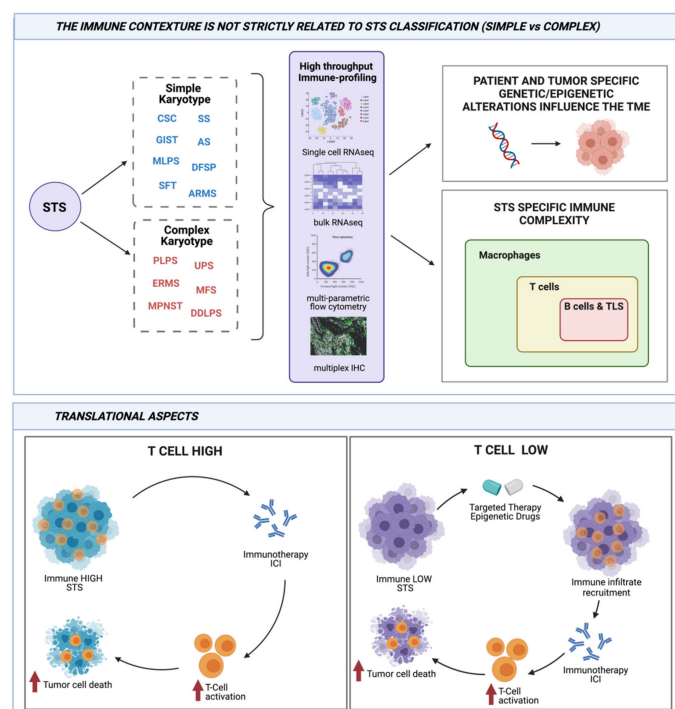 THE IMMUNE CONTEXTURE IS NOT STRICTLY RELATED TO STS CLASSIFICATION (SIMPLE vs COMPLEX)
STS
Simple
Karyotype
CSC SS
GIST AS
MLPS DFSP
SFT ARMS
Complex
Karyotype
PLPS UPS
ERMS MFS
MPNST DDLPS
High throughput
Immune-profiling
Single cell RNAseq
bulk RNAseq
multi-parametric
flow cytometry
multiplex IHC
PATIENT AND TUMOR SPECIFIC
GENETIC/EPIGENETIC
ALTERATIONS INFLUENCE THE TME
STS SPECIFIC IMMUNE
COMPLEXITY
Macrophages
T cells
B cells & TLS
TRANSLATIONAL ASPECTS
T CELL HIGH
Immune HIGH
STS
Immunotherapy
ICI
T-Cell
activation
Tumor cell death
T CELL LOW
Immune LOW
STS
Targeted Therapy
Epigenetic Drugs
Immune infiltrate
recruitment
Immunotherapy
ICI
T-Cell
activation
Tumor cell death